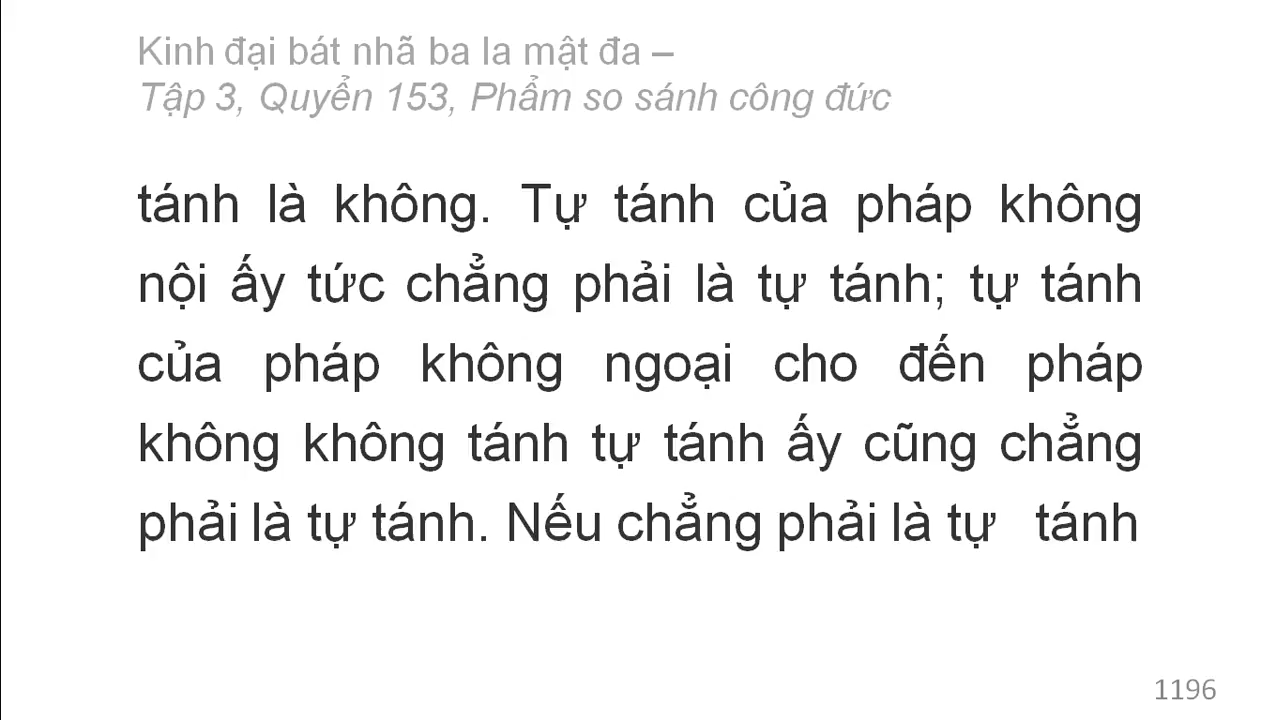 Kinh đại bát nhã ba la mật đa –
Tập 3, Quyển 153, Phẩm so sánh công đức
tánh là không. Tự tánh của pháp không
nội ấy tức chẳng phải là tự tánh; tự tánh
của pháp không ngoại cho đến pháp
không không tánh tự tánh ấy cũng chẳng
phải là tự tánh. Nếu chẳng phải là tự tánh
1196